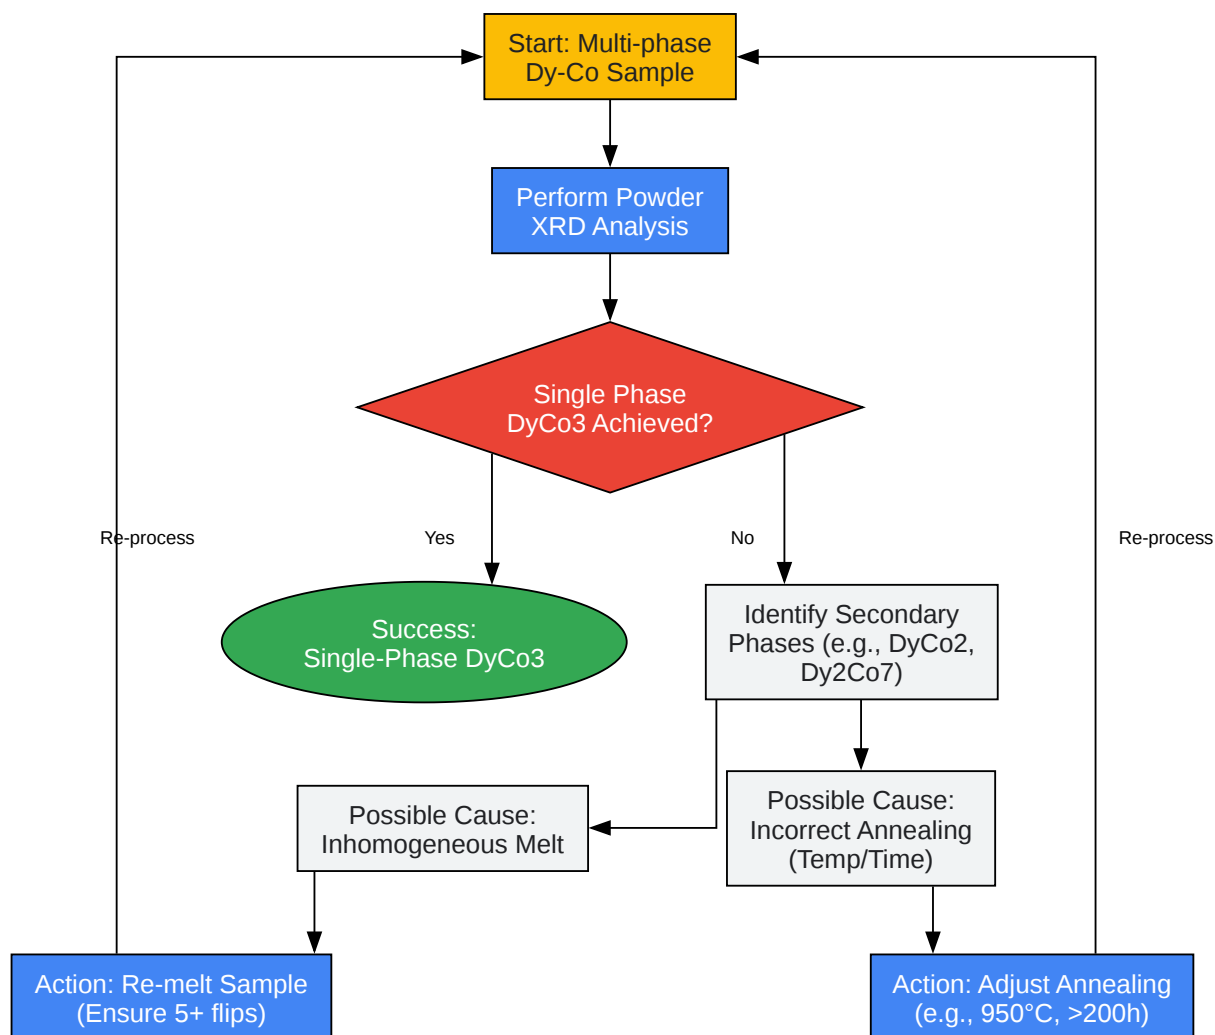 Start: Multi-phase
Dy-Co Sample
Perform Powder
XRD Analysis
Single Phase
DyCo3 Achieved?
Re-process
Yes
No
Re-process
Success:
Single-Phase DyCo3
Identify Secondary
Phases (e.g., DyCo2,
Dy2Co7)
Possible Cause:
Inhomogeneous Melt
Possible Cause:
Incorrect Annealing
(Temp/Time)
Action: Re-melt Sample
(Ensure 5+ flips)
Action: Adjust Annealing
(e.g., 950°C, >200h)